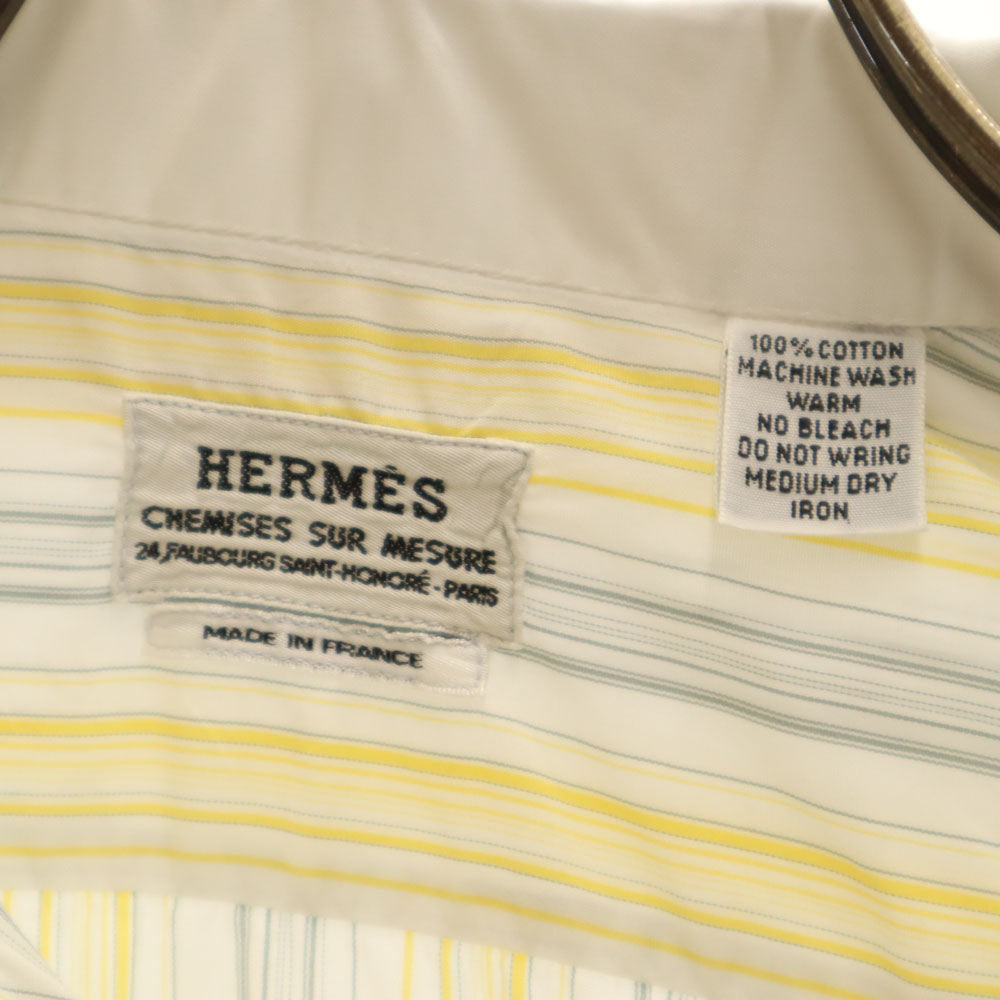 HERMÈS
CHEMISES SUR MESURE
24,FAUBOURG SAINT-HONORÉ - PARIS
MADE IN FRANCE
100% COTTON
MACHINE WASH
WARM
NO BLEACH
DO NOT WRING
MEDIUM DRY
IRON